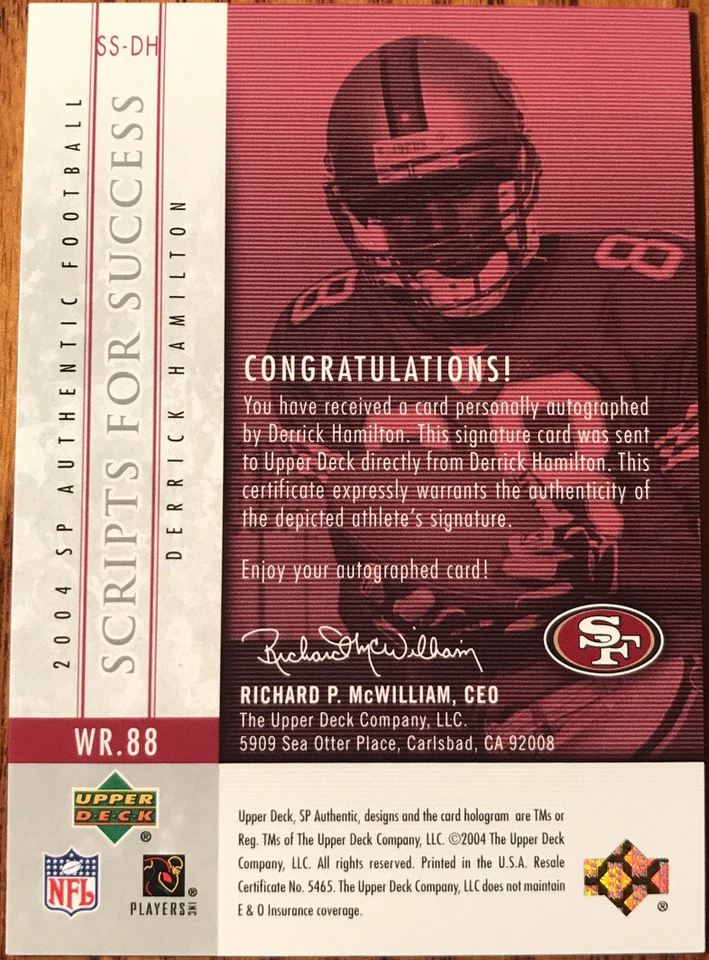 SS-DH
2004 SP AUTHENTIC FOOTBALL
SCRIPTS FOR SUCCESS
DERRICK HAMILTON
WR.88
8
8
CONGRATULATIONS!
You have received a card personally autographed
by Derrick Hamilton. This signature card was sent
to Upper Deck directly from Derrick Hamilton. This
certificate expressly warrants the authenticity of
the depicted athlete's signature.
Enjoy your autographed card!
Richard McWilliam
SF
RICHARD P. McWILLIAM, CEO
The Upper Deck Company, LLC.
5909 Sea Otter Place, Carlsbad, CA 92008
UPPER
D·E·C·K
®
NFL
PLAYERS INC
®
Upper Deck, SP Authentic, designs and the card hologram are TMs or
Reg. TMs of The Upper Deck Company, LLC. ©2004 The Upper Deck
Company, LLC. All rights reserved. Printed in the U.S.A. Resale
Certificate No. 5465. The Upper Deck Company, LLC does not maintain
E & O Insurance coverage.
®